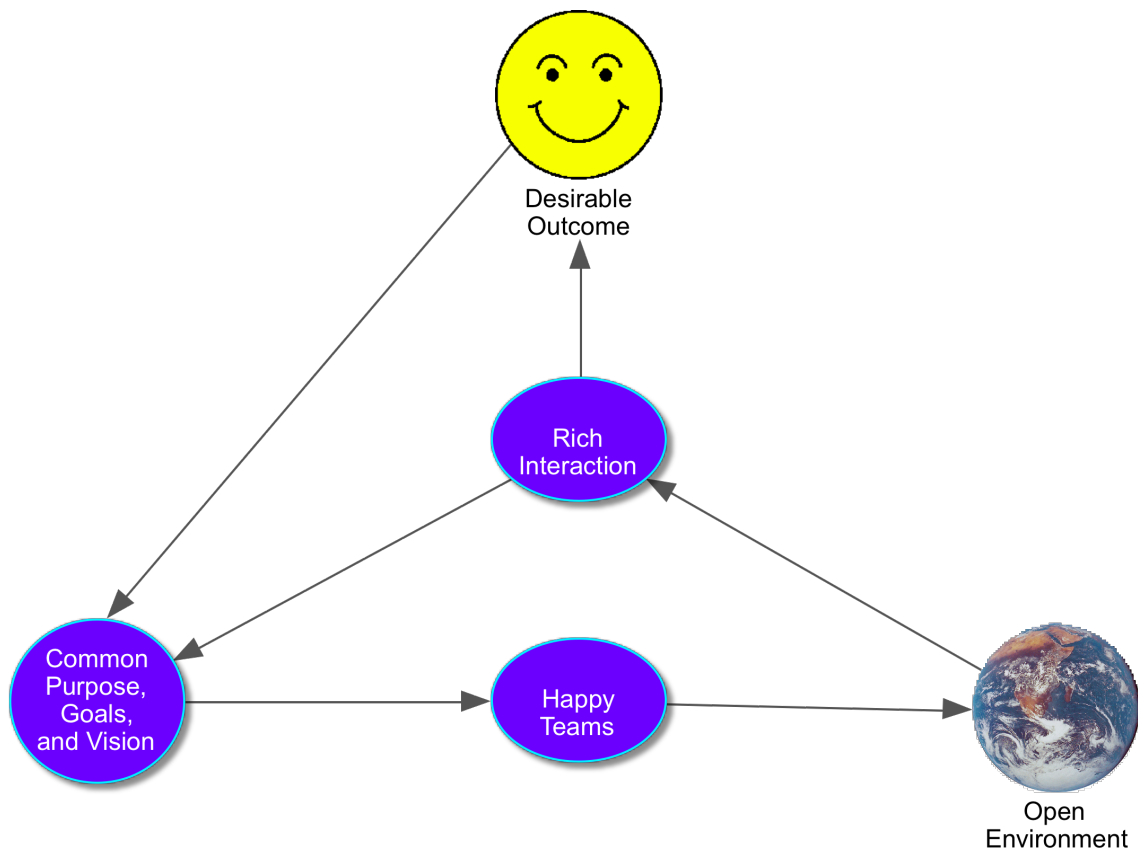 Desirable
Outcome
Rich
Interaction
Common
Purpose,
Goals,
and Vision
Happy
Teams
Open
Environment